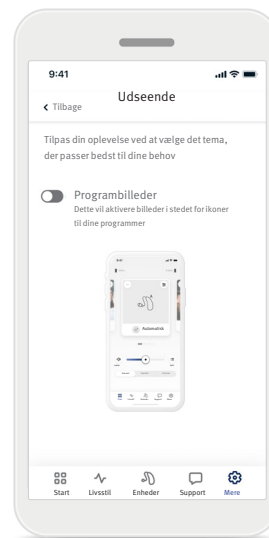 9:41
Tilbage
Udseende
Tilpas din oplevelse ved at vælge det tema,
der passer bedst til dine behov
Programbilleder
Dette vil aktivere billeder i stedet for ikoner
til dine programmer
Automatisk
Start Livsstil Enheder Support Mere